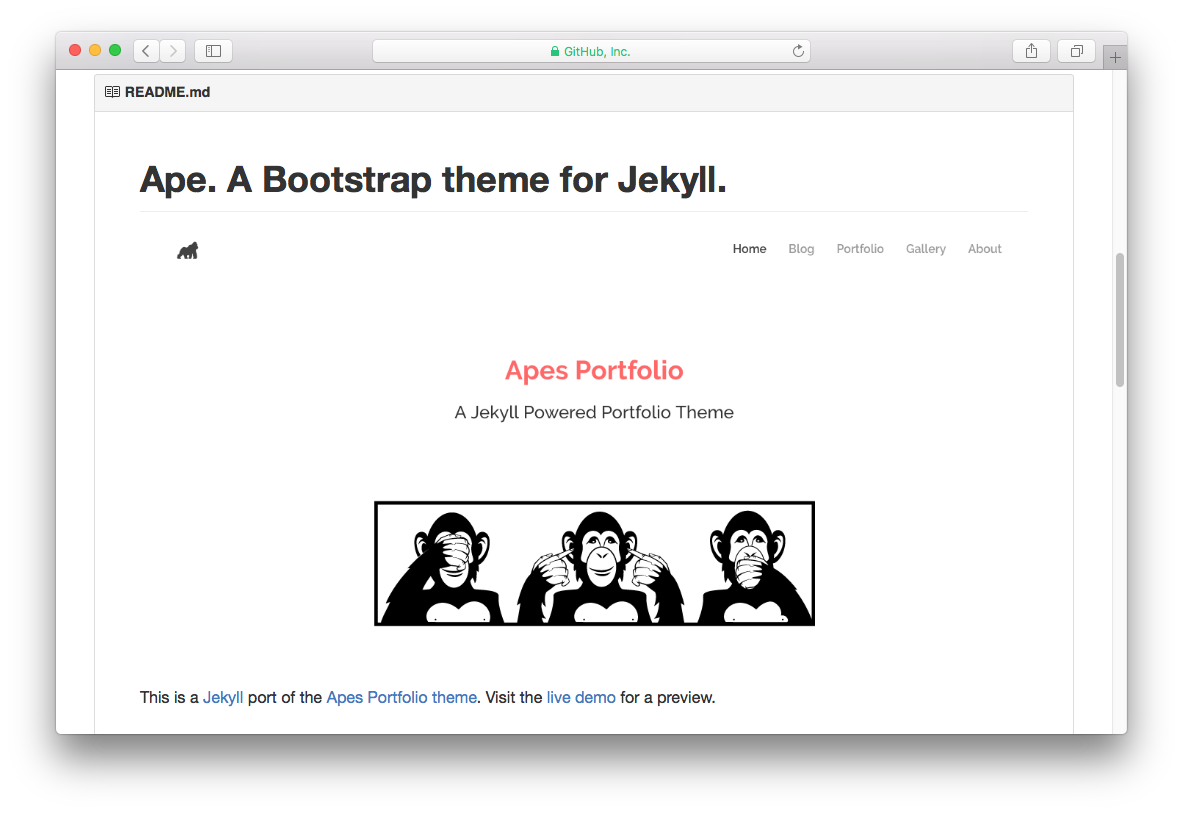 GitHub, Inc.
README.md
Ape. A Bootstrap theme for Jekyll.
Home Blog Portfolio Gallery About
Apes Portfolio
A Jekyll Powered Portfolio Theme
This is a Jekyll port of the Apes Portfolio theme. Visit the live demo for a preview.